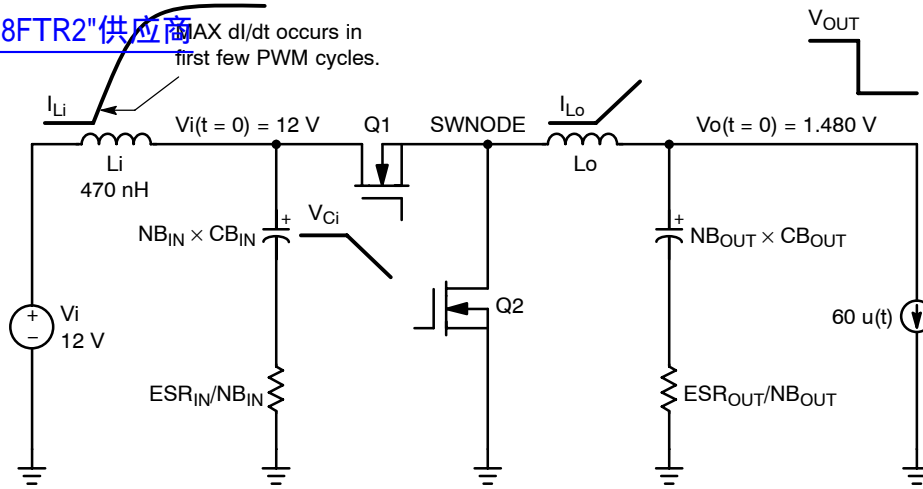 8FTR2"供应商
MAX dI/dt occurs in
first few PWM cycles.
VOUT
ILi
Vi(t = 0) = 12 V
Q1
SWNODE
ILo
Vo(t = 0) = 1.480 V
Li
470 nH
Lo
VCi
NBIN × CBIN
+
+
NBOUT × CBOUT
Q2
+
−
Vi
12 V
60 u(t)
ESRIN/NBIN
ESROUT/NBOUT